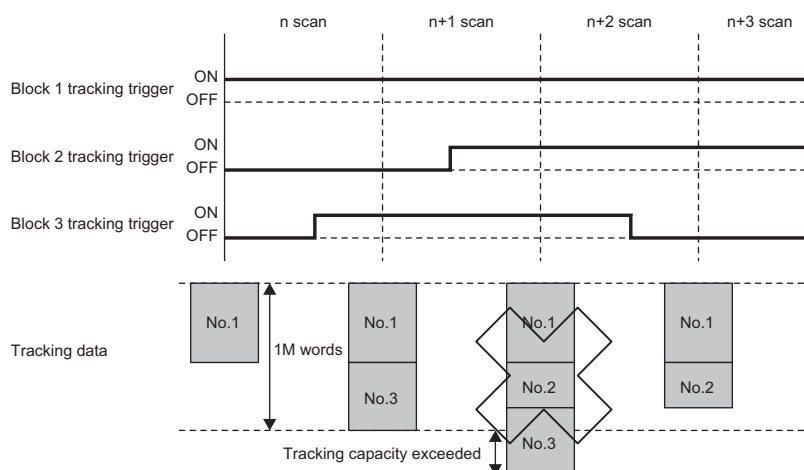 n scan
n+1 scan
n+2 scan
n+3 scan
Block 1 tracking trigger
ON
OFF
Block 2 tracking trigger
ON
OFF
Block 3 tracking trigger
ON
OFF
Tracking data
No.1
1M words
No.1
No.3
No.1
No.2
No.3
No.1
No.2
Tracking capacity exceeded